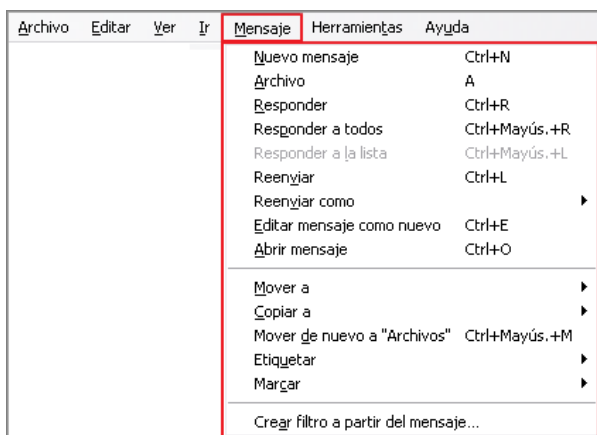 Archivo Editar Ver Ir Mensaje Herramientas Ayuda
Nuevo mensaje Ctrl+N
Archivo A
Responder Ctrl+R
Responder a todos Ctrl+Mayús.+R
Responder a la lista Ctrl+Mayús.+L
Reenviar Ctrl+L
Reenviar como
Editar mensaje como nuevo Ctrl+E
Abrir mensaje Ctrl+O
Mover a
Copiar a
Mover de nuevo a "Archivos" Ctrl+Mayús.+M
Etiquetar
Marcar
Crear filtro a partir del mensaje...